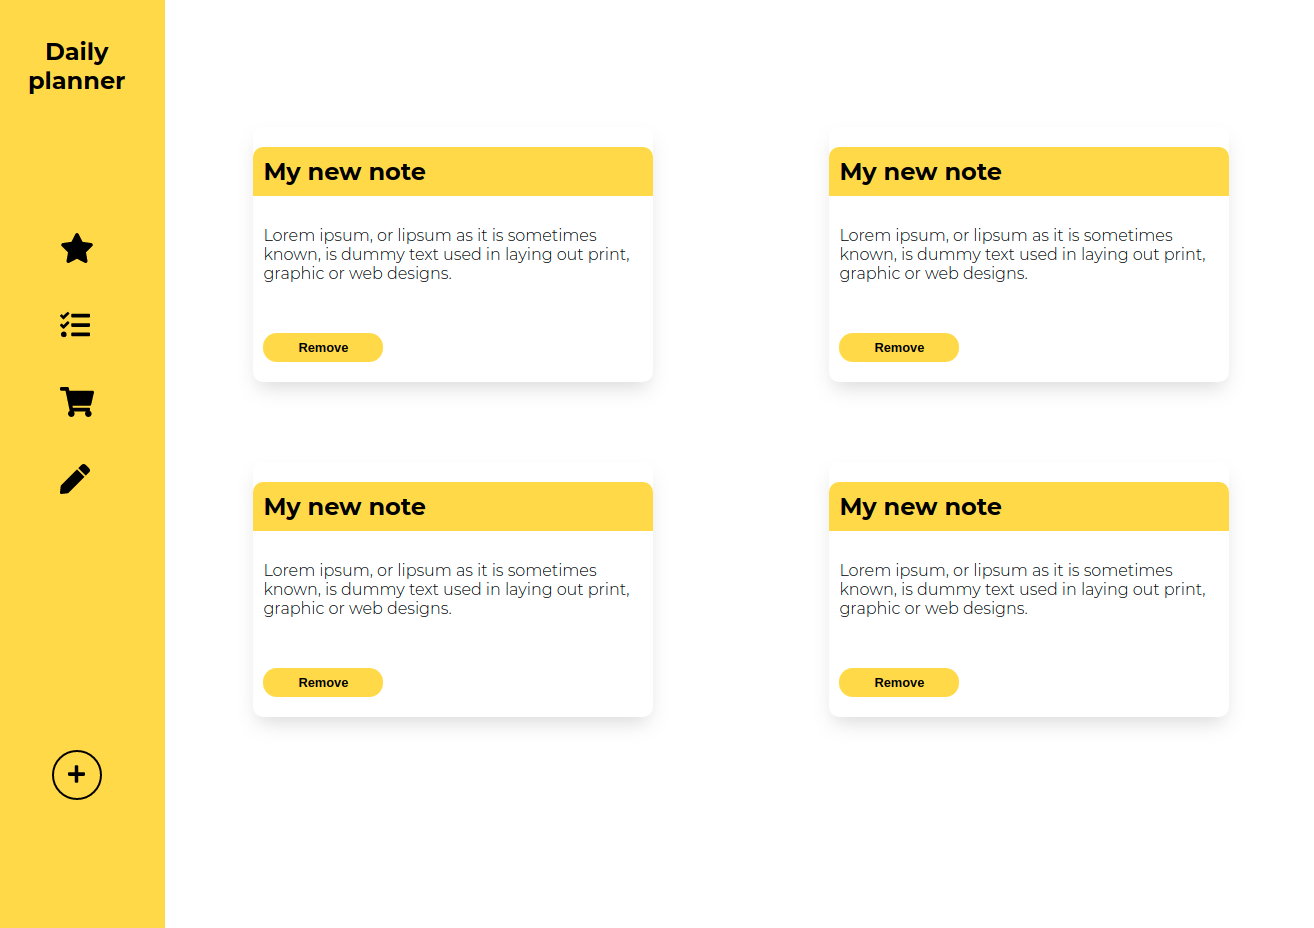 Daily
planner
My new note
Lorem ipsum, or lipsum as it is sometimes
known, is dummy text used in laying out print,
graphic or web designs.
Remove
My new note
Lorem ipsum, or lipsum as it is sometimes
known, is dummy text used in laying out print,
graphic or web designs.
Remove
My new note
Lorem ipsum, or lipsum as it is sometimes
known, is dummy text used in laying out print,
graphic or web designs.
Remove
My new note
Lorem ipsum, or lipsum as it is sometimes
known, is dummy text used in laying out print,
graphic or web designs.
Remove